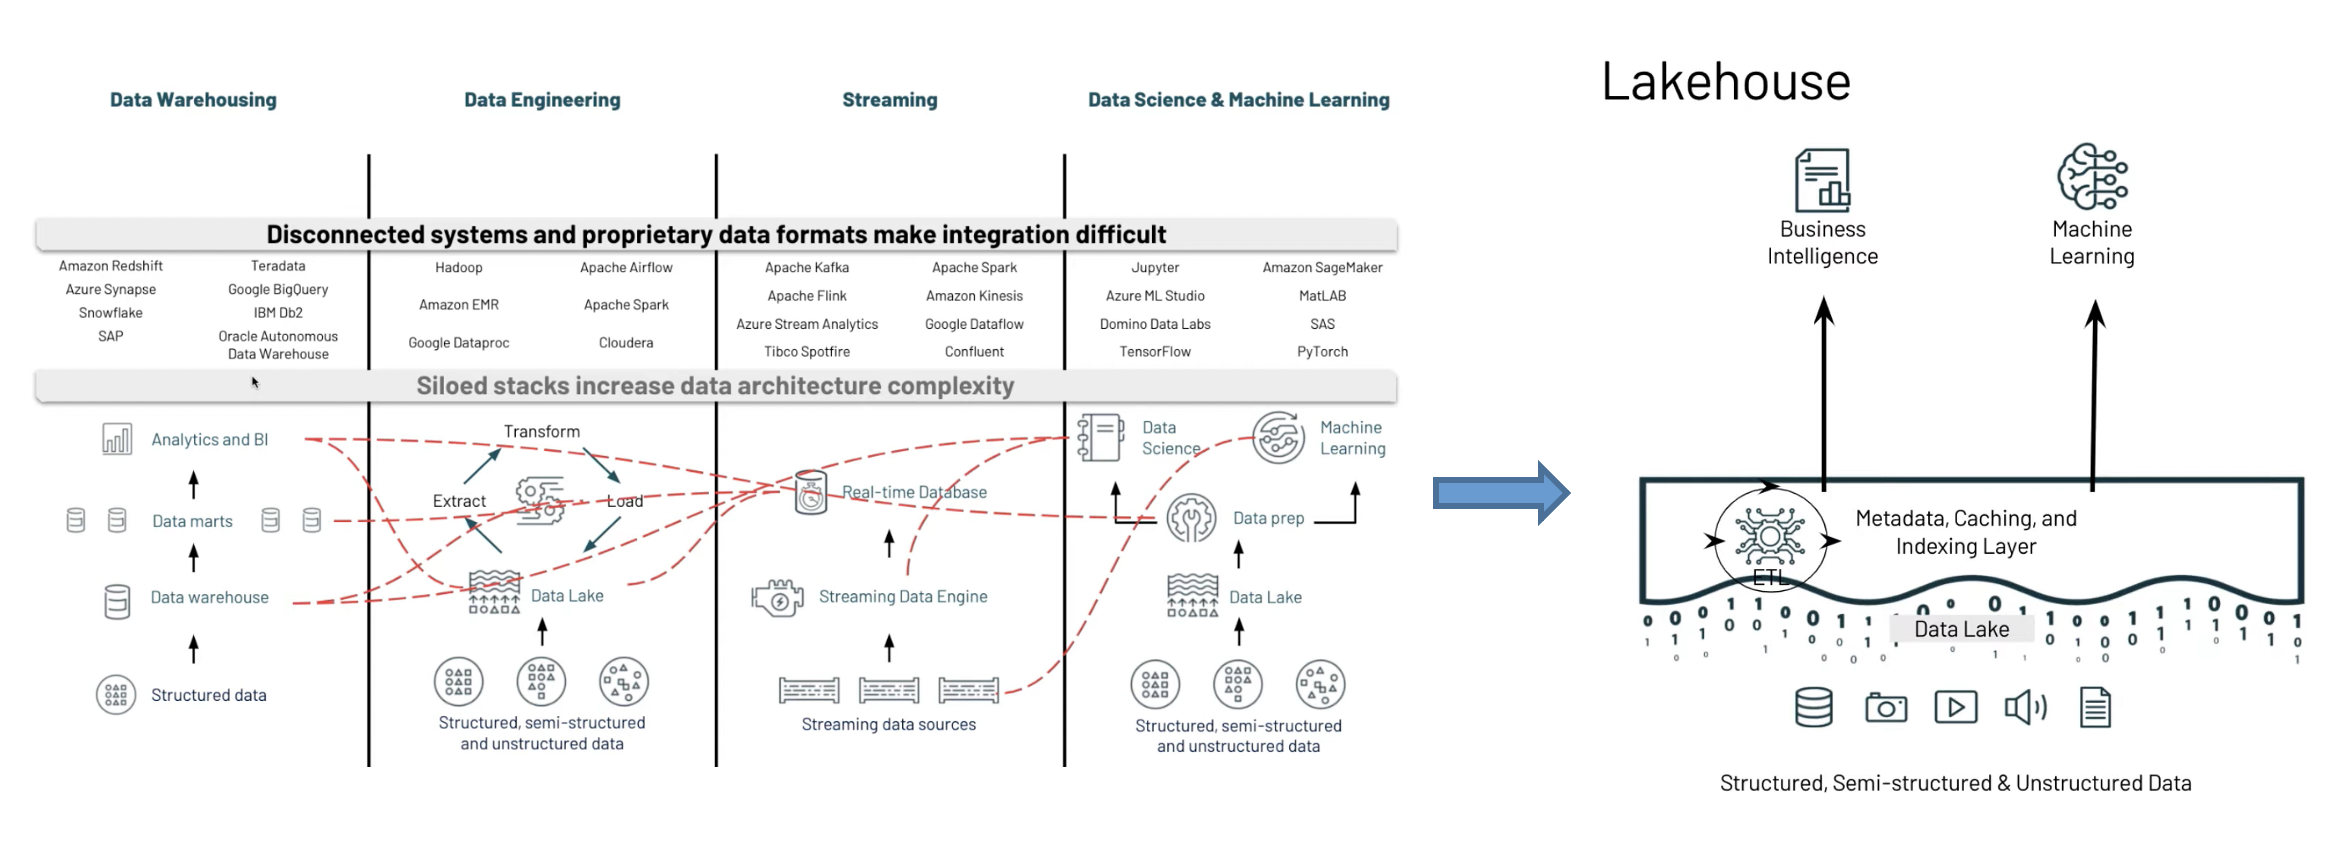 Data Warehousing
Data Engineering
Streaming
Data Science & Machine Learning
Disconnected systems and proprietary data formats make integration difficult
Amazon Redshift
Teradata
Azure Synapse
Google BigQuery
Snowflake
IBM Db2
SAP
Oracle Autonomous
Data Warehouse
Hadoop
Apache Airflow
Amazon EMR
Apache Spark
Google Dataproc
Cloudera
Apache Kafka
Apache Spark
Apache Flink
Amazon Kinesis
Azure Stream Analytics
Google Dataflow
Tibco Spotfire
Confluent
Jupyter
Amazon SageMaker
Azure ML Studio
MatLAB
Domino Data Labs
SAS
TensorFlow
PyTorch
Siloed stacks increase data architecture complexity
Analytics and BI
Data marts
Data warehouse
Structured data
Transform
Extract
Load
Data Lake
Structured, semi-structured
and unstructured data
Real-time Database
Streaming Data Engine
Streaming data sources
Data
Science
Machine
Learning
Data prep
Data Lake
Structured, semi-structured
and unstructured data
Lakehouse
Business
Intelligence
Machine
Learning
Metadata, Caching, and
Indexing Layer
ETL
Data Lake
Structured, Semi-structured & Unstructured Data